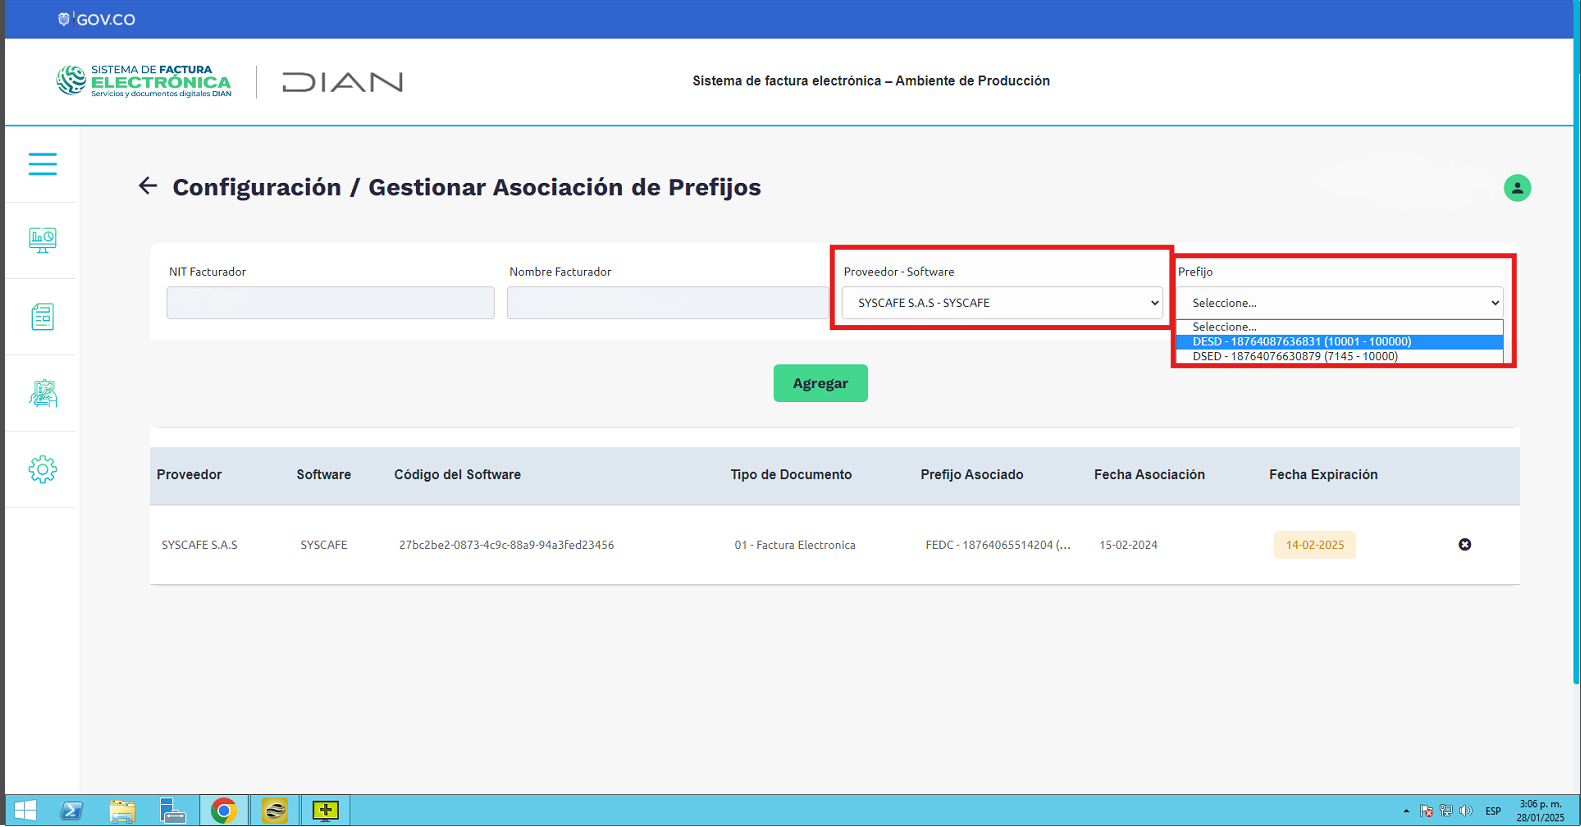 GOV.CO
SISTEMA DE FACTURA
ELECTRÓNICA
Servicios y documentos digitales DIAN
DIAN
Sistema de factura electrónica – Ambiente de Producción
Configuración / Gestionar Asociación de Prefijos
NIT Facturador
Nombre Facturador
Proveedor - Software
Prefijo
SYSCAFE S.A.S - SYSCAFE
Seleccione...
Seleccione...
DESD - 18764087636831 (10001 - 100000)
DSED - 18764076630879 (7145 - 10000)
Agregar
Proveedor Software Código del Software Tipo de Documento Prefijo Asociado Fecha Asociación Fecha Expiración
SYSCAFE S.A.S SYSCAFE 27bc2be2-0873-4c9c-88a9-94a3fed23456 01 - Factura Electronica FEDC - 18764065514204 (... 15-02-2024 14-02-2025
ESP
3:06 p. m.
28/01/2025